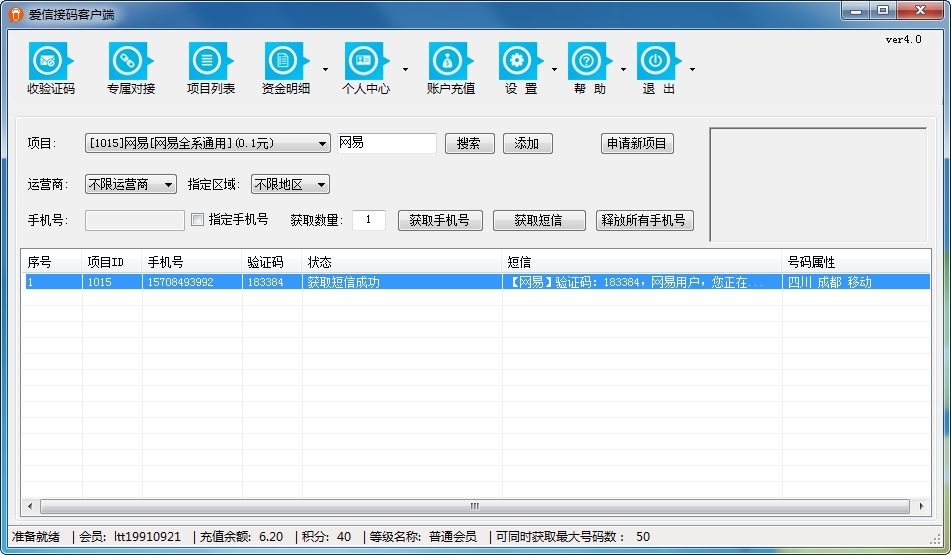 爱信接码客户端
ver4.0
收验证码 专属对接 项目列表 资金明细 个人中心 账户充值 设 置 帮 助 退 出
项目: [1015]网易[网易全系通用](0.1元) 网易 搜索 添加 申请新项目
运营商: 不限运营商 指定区域: 不限地区
手机号: 指定手机号 获取数量: 1 获取手机号 获取短信 释放所有手机号
序号 项目ID 手机号 验证码 状态 短信 号码属性
1 1015 15708493992 183384 获取短信成功 【网易】验证码：183384，网易用户，您正在... 四川 成都 移动
准备就绪 |会员: ltt19910921 |充值余额: 6.20 |积分: 40 |等级名称: 普通会员 |可同时获取最大号码数： 50